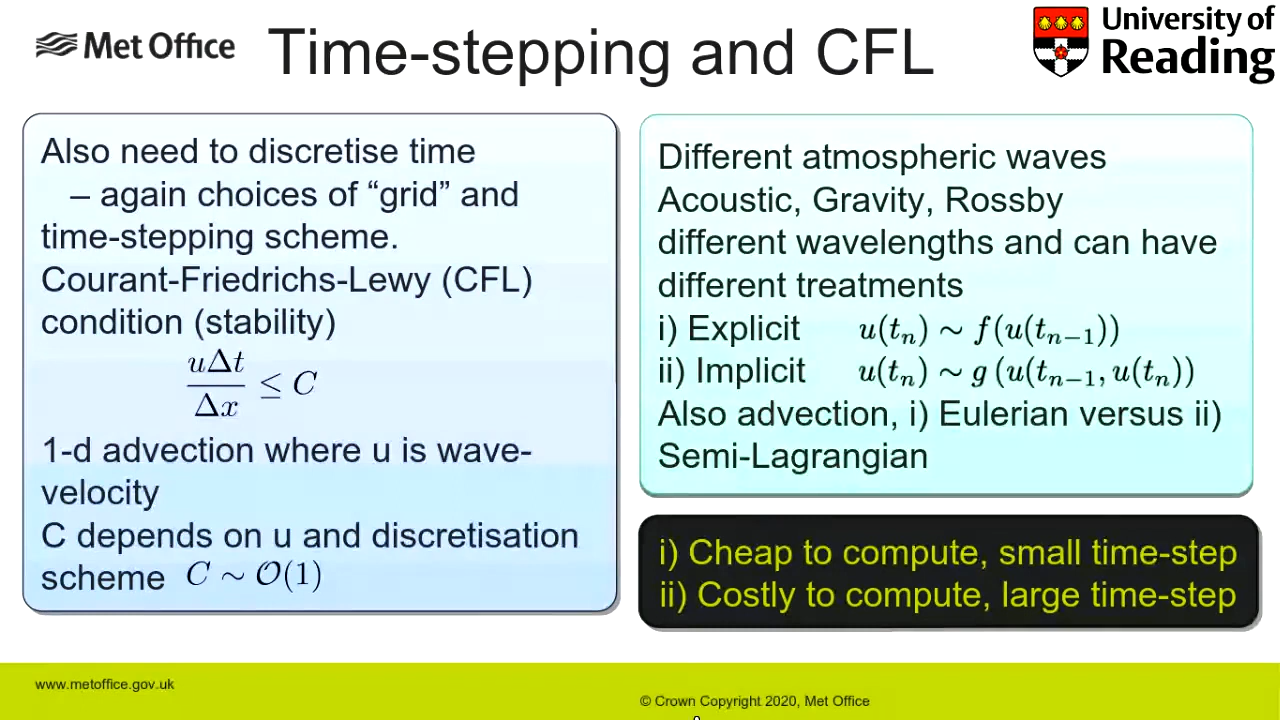 Met Office
Time-stepping and CFL
University of
Reading
Also need to discretise time
– again choices of “grid” and
time-stepping scheme.
Courant-Friedrichs-Lewy (CFL)
condition (stability)
uΔt
Δx
≤ C
1-d advection where u is wave-
velocity
C depends on u and discretisation
scheme C ∼ 𝒪(1)
Different atmospheric waves
Acoustic, Gravity, Rossby
different wavelengths and can have
different treatments
i) Explicit u(tₙ) ∼ f(u(tₙ₋₁))
ii) Implicit u(tₙ) ∼ g (u(tₙ₋₁, u(tₙ))
Also advection, i) Eulerian versus ii)
Semi-Lagrangian
i) Cheap to compute, small time-step
ii) Costly to compute, large time-step
www.metoffice.gov.uk
© Crown Copyright 2020, Met Office